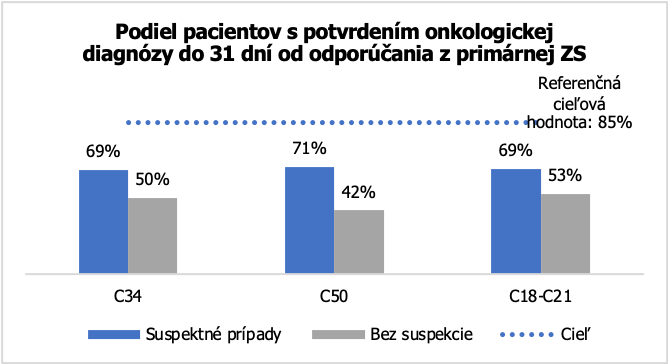 Podiel pacientov s potvrdením onkologickej
diagnózy do 31 dní od odporúčania z primárnej ZS
Referenčná
cieľová
hodnota: 85%
69%
50%
71%
42%
69%
53%
C34
C50
C18-C21
Suspektné prípady
Bez suspekcie
Cieľ